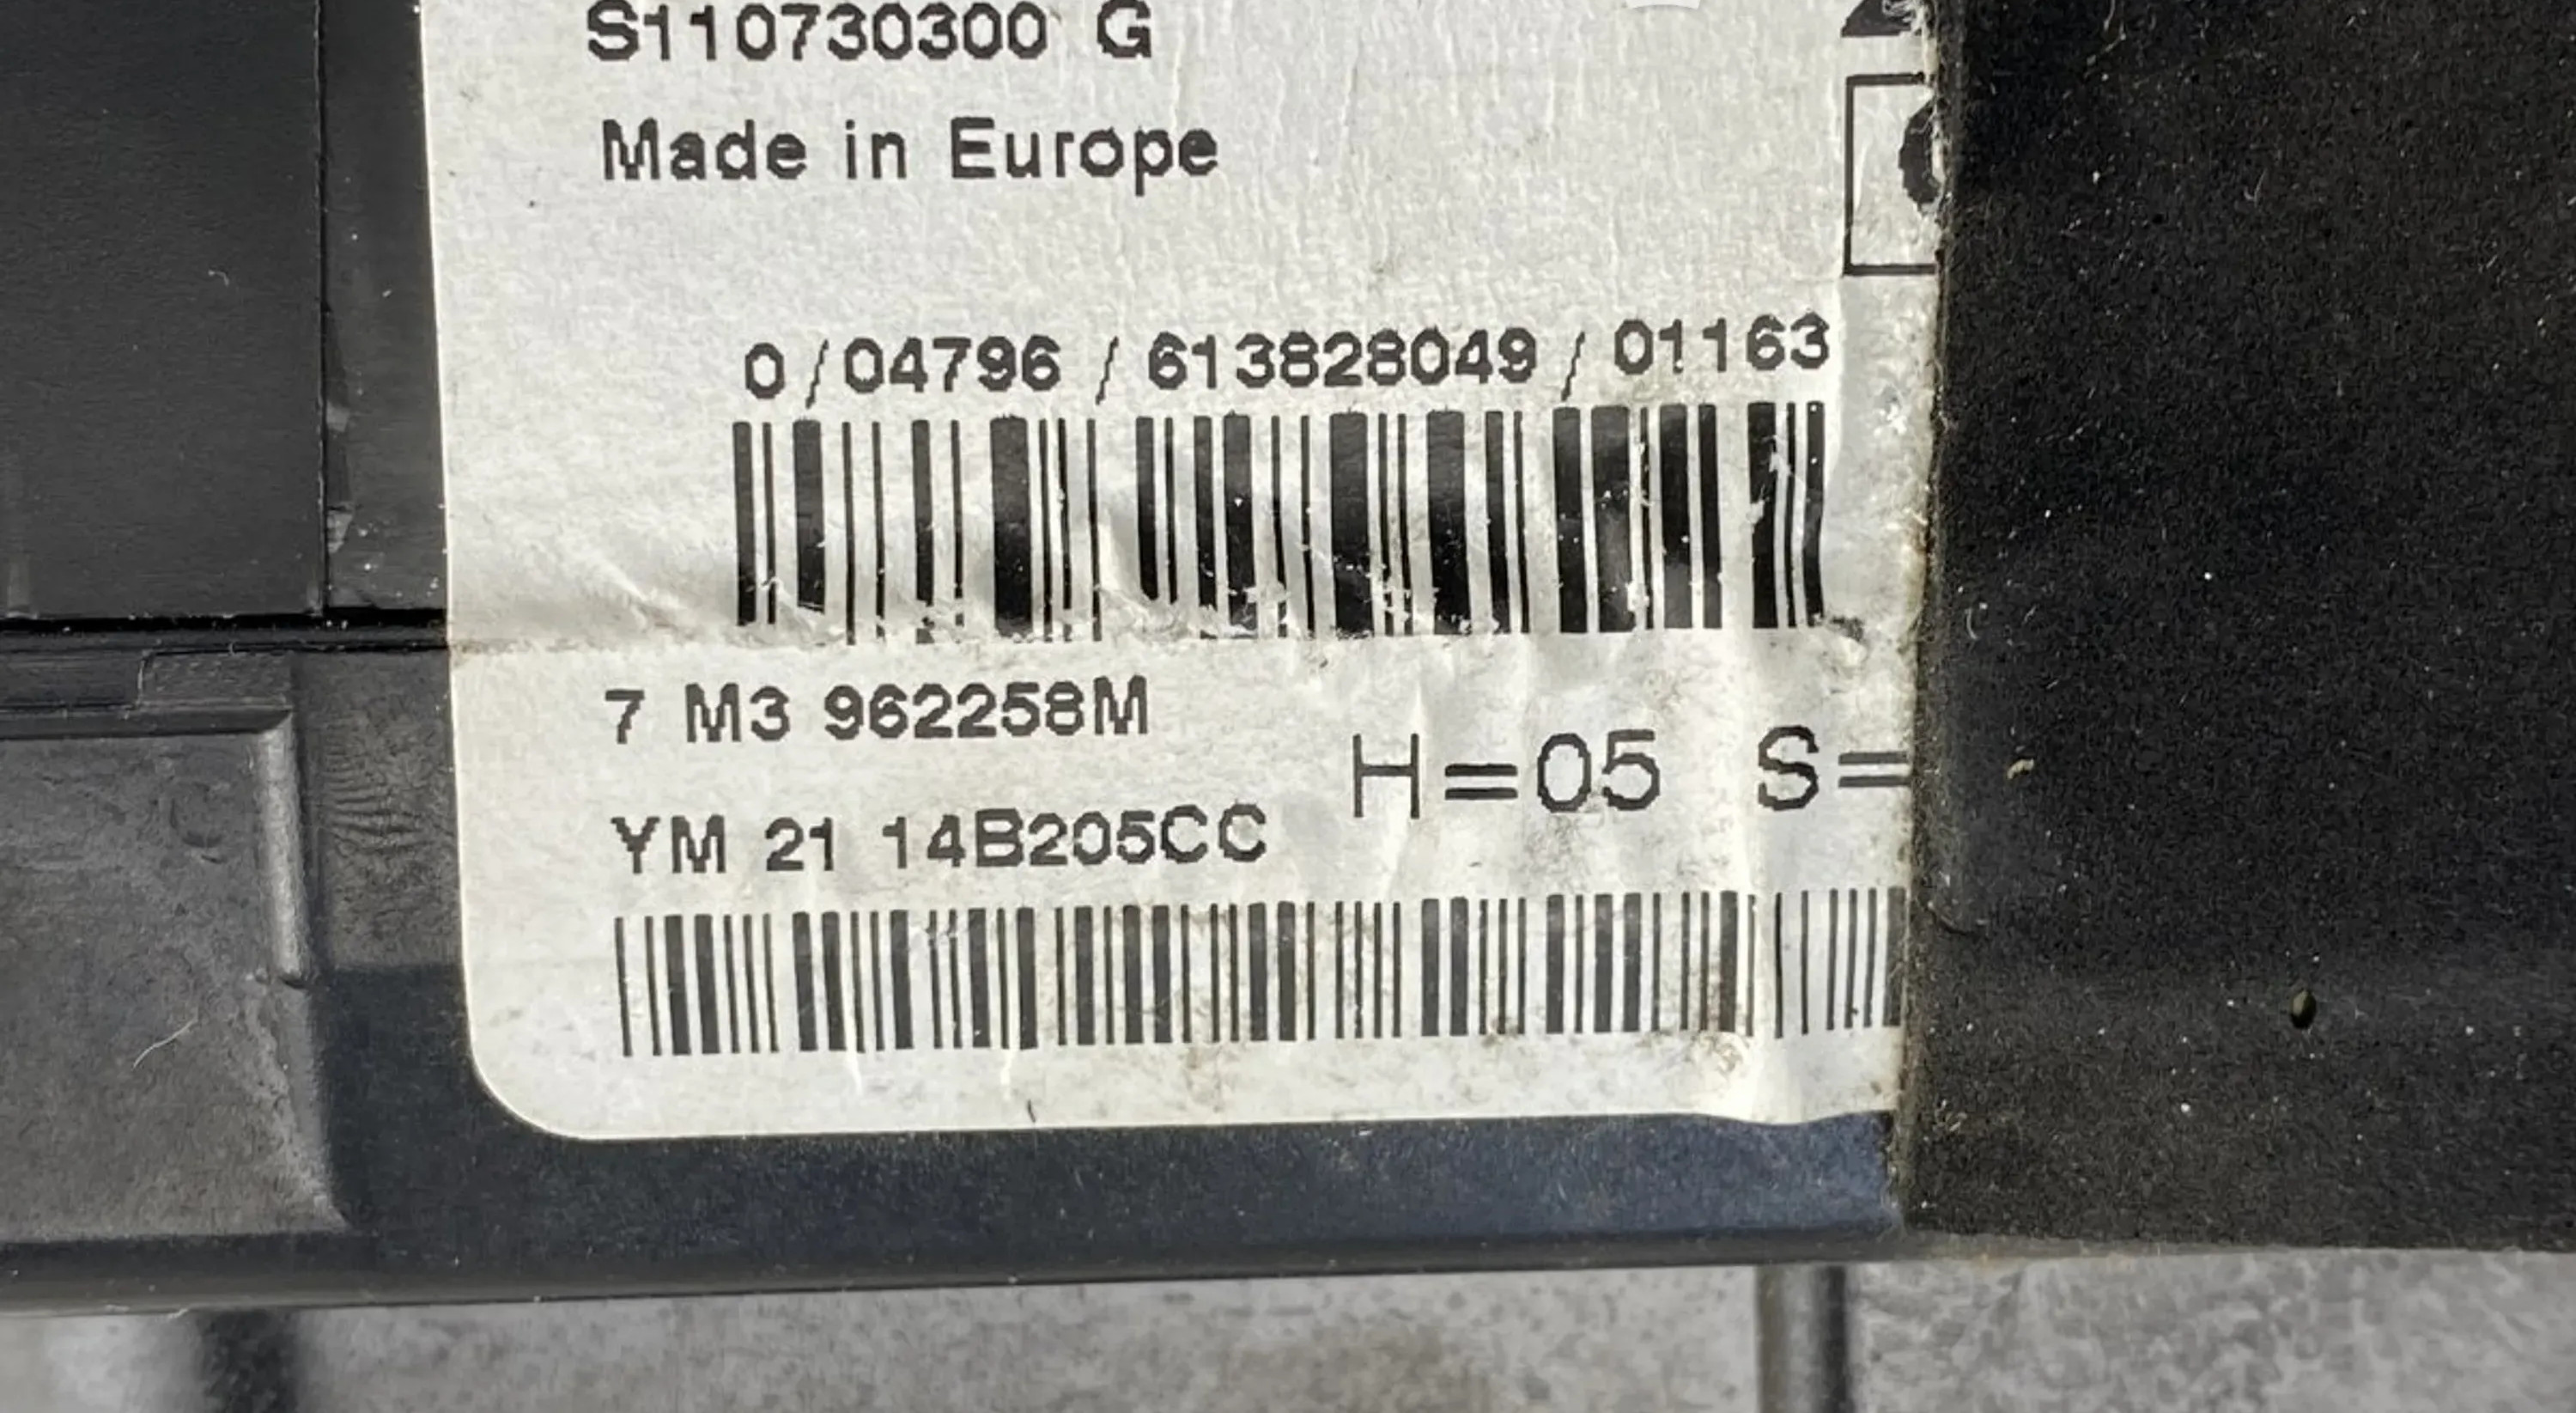 S110730300 G
Made in Europe
0 / 04796 / 613828049 / 01163
7 M3 962258M
H=05 S=
YM 21 14B205CC